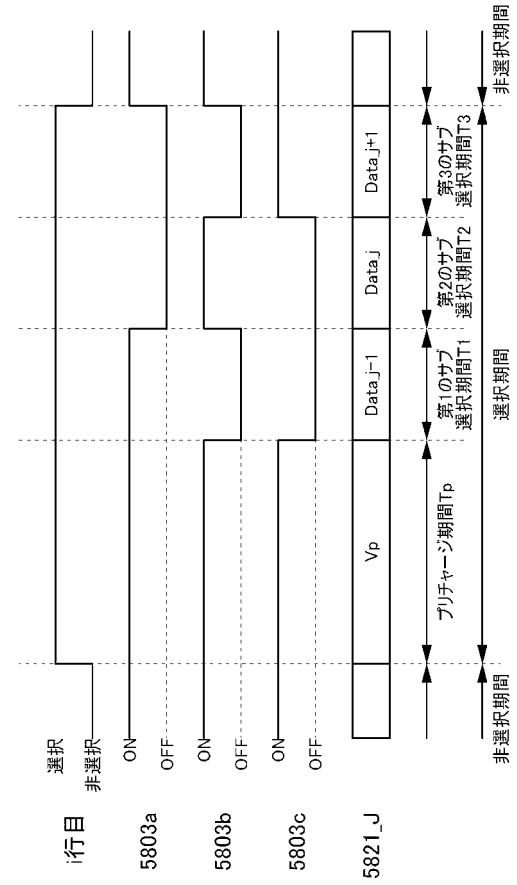 i行目
選択
非選択
5803a
ON
OFF
5803b
ON
OFF
5803c
ON
OFF
5821_J
Vp
Data_j−1
Data_j
Data_j+1
プリチャージ期間Tp
第1のサブ
選択期間T1
第2のサブ
選択期間T2
第3のサブ
選択期間T3
非選択期間
選択期間
非選択期間